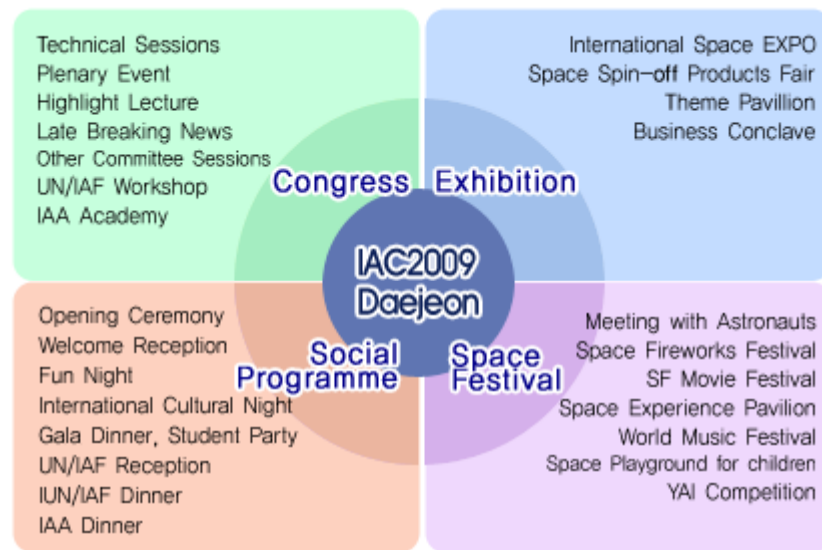 Technical Sessions
Plenary Event
Highlight Lecture
Late Breaking News
Other Committee Sessions
UN/IAF Workshop
IAA Academy
Congress
International Space EXPO
Space Spin-off Products Fair
Theme Pavillion
Business Conclave
Exhibition
IAC2009
Daejeon
Opening Ceremony
Welcome Reception
Fun Night
International Cultural Night
Gala Dinner, Student Party
UN/IAF Reception
IUN/IAF Dinner
IAA Dinner
Social
Programme
Space
Festival
Meeting with Astronauts
Space Fireworks Festival
SF Movie Festival
Space Experience Pavilion
World Music Festival
Space Playground for children
YAI Competition